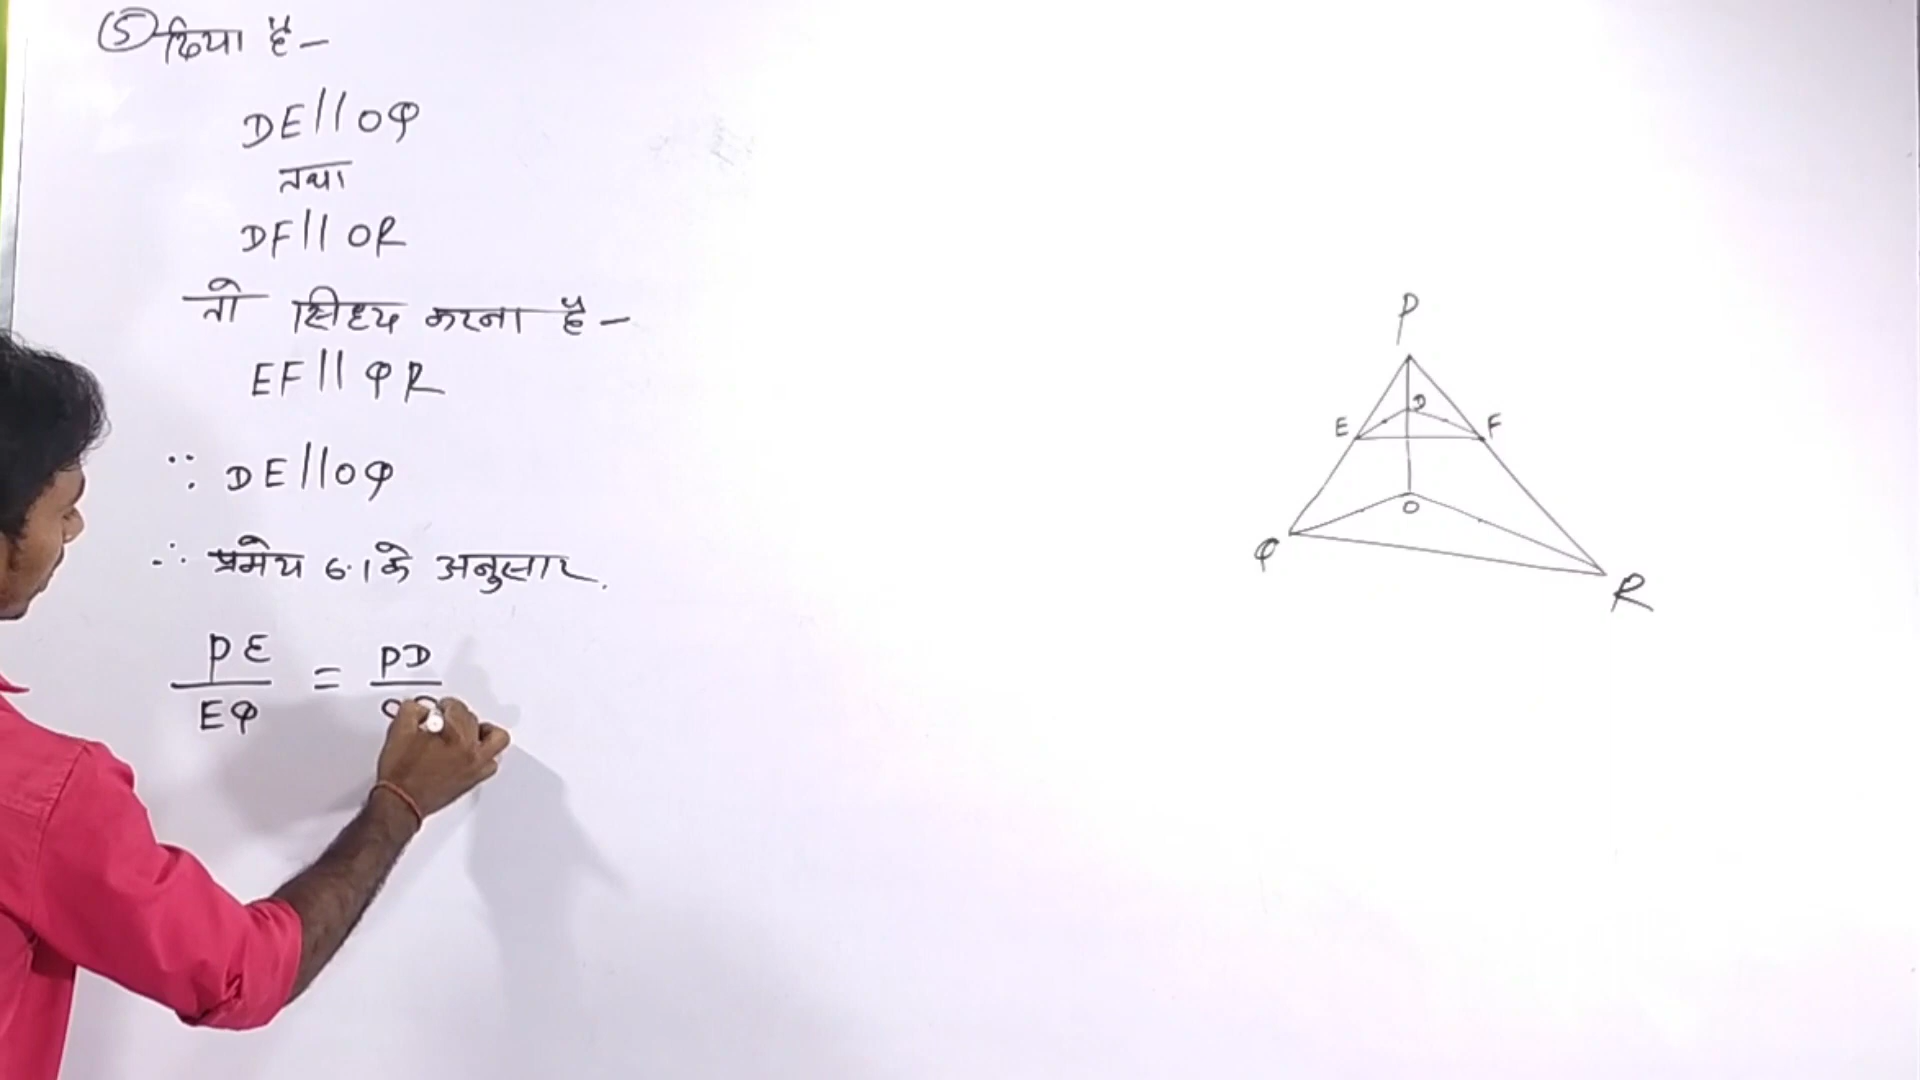 ⑤ दिया है-
DE||OQ
तथा
DF||OR
तो सिध्द करना है-
EF||QR
∵ DE||OQ
∴ प्रमेय 6.1 के अनुसार.
PE/EQ = PD/
P
D
E
F
O
Q
R